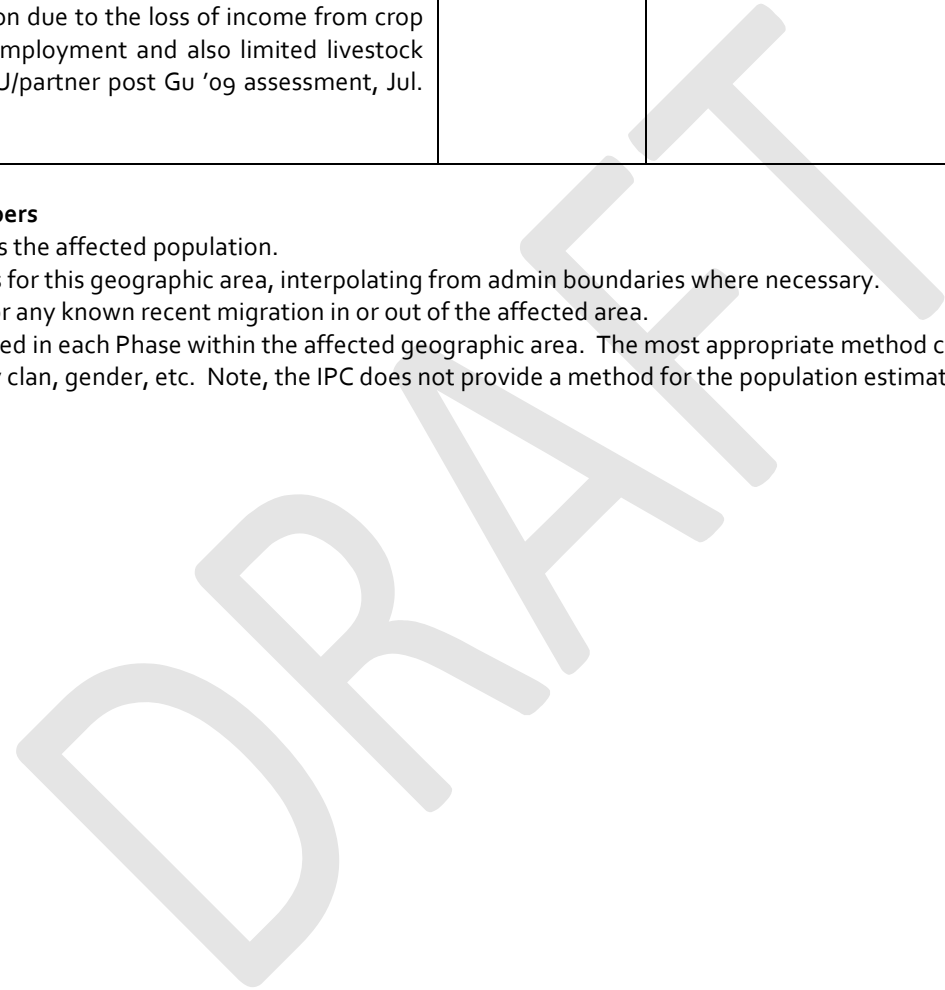 on due to the loss of income from crop
mployment and also limited livestock
U/partner post Gu ’09 assessment, Jul.
bers
s the affected population.
s for this geographic area, interpolating from admin boundaries where necessary.
r any known recent migration in or out of the affected area.
ed in each Phase within the affected geographic area. The most appropriate method c
y clan, gender, etc. Note, the IPC does not provide a method for the population estimat
DRAFT